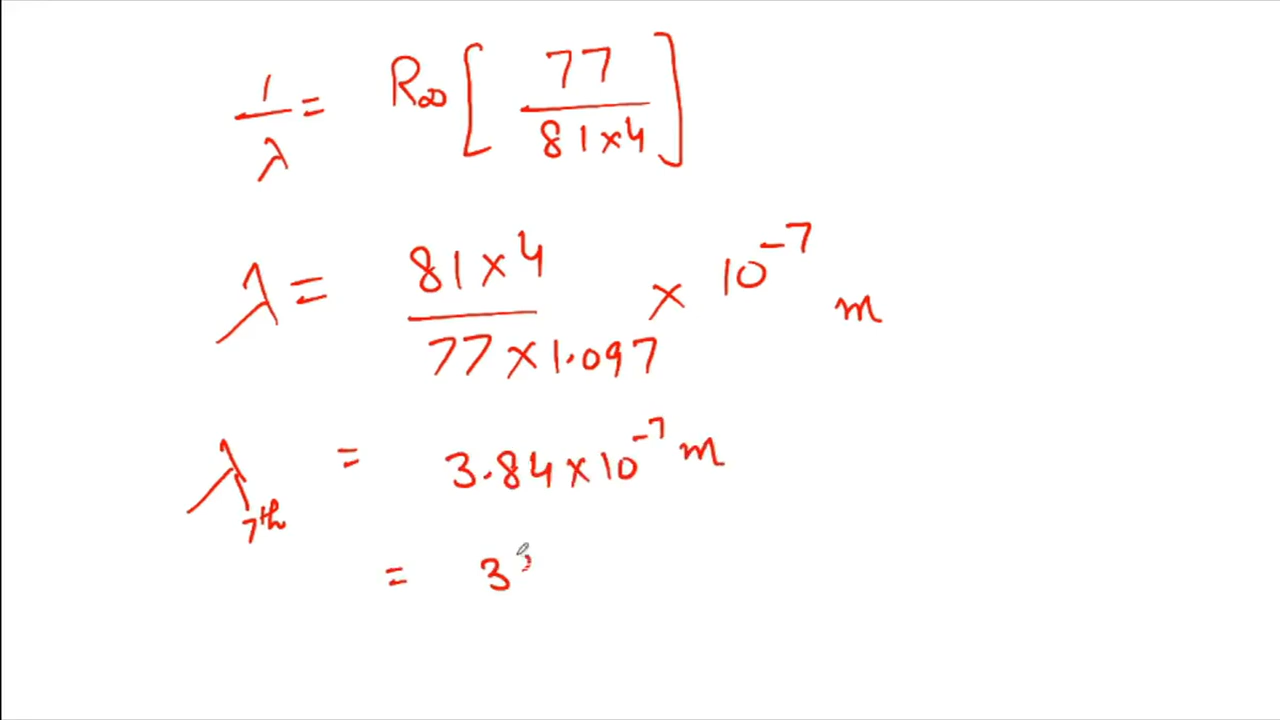 1/λ = R∞ [ 77 / 81×4 ]
λ = 81×4 / 77×1.097 × 10⁻⁷ m
λ7th = 3.84×10⁻⁷ m
= 3